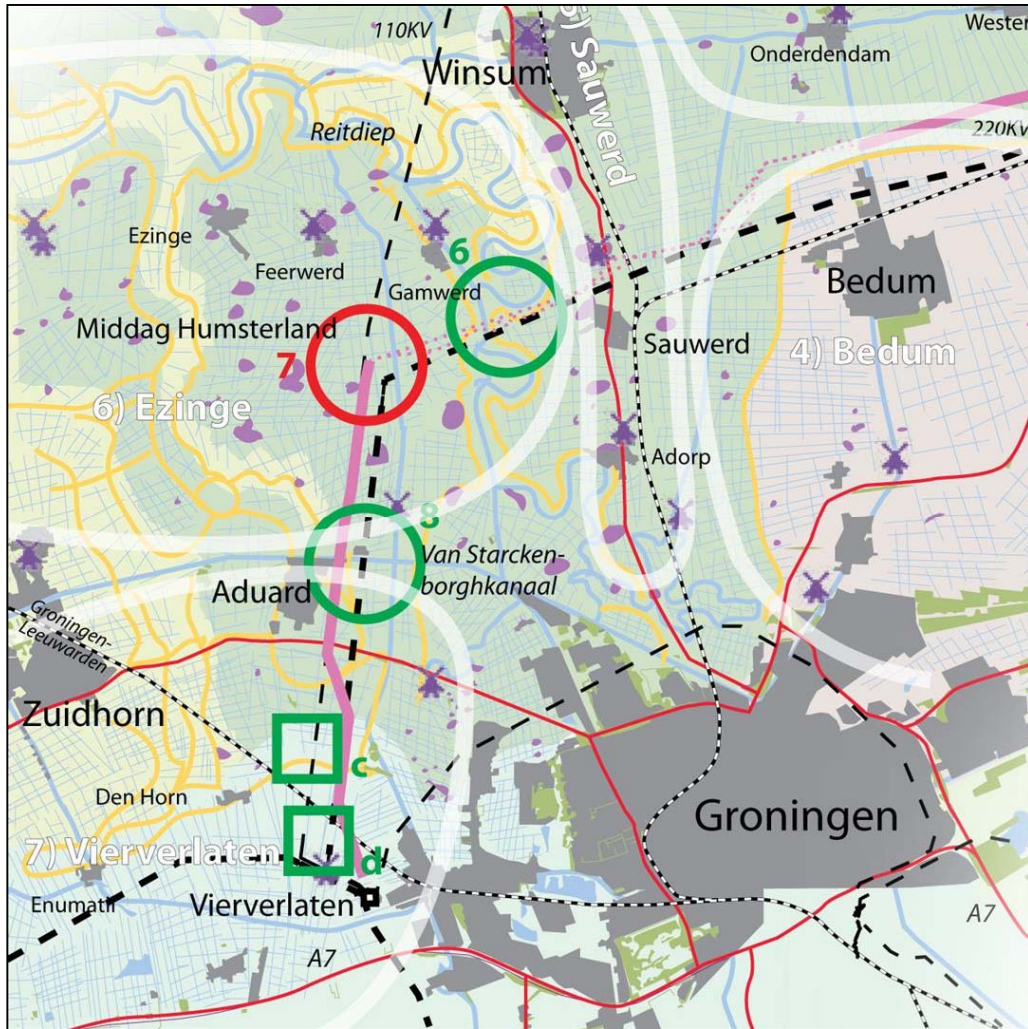 110KV
5) Sauwerd
Wester
Onderdendam
Winsum
Reitdiep
220KV
Ezinge
6
Feerwerd
Gamwerd
Bedum
Middag Humsterland
7
Sauwerd
4) Bedum
6) Ezinge
Adorp
8
Van Starcken-
borghkanaal
Aduard
Groningen-
Leeuwarden
Zuidhorn
c
Den Horn
Groningen
7) Vierverlaten
d
Enumatil
Vierverlaten
A7
A7